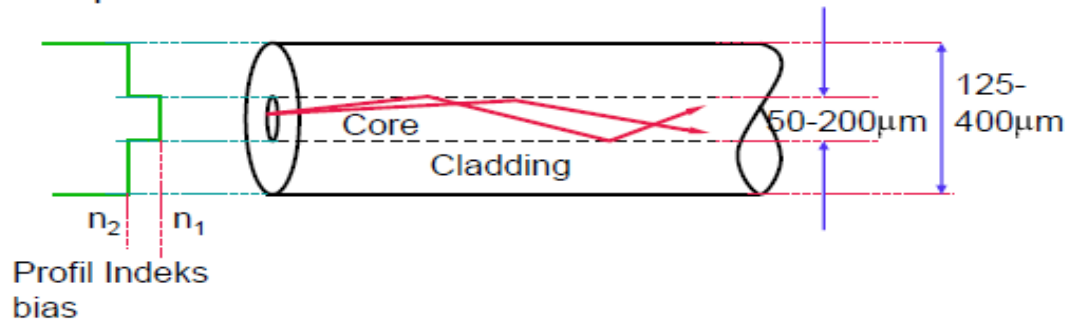 Core
Cladding
50-200μm
125-
400μm
n₂ n₁
Profil Indeks
bias